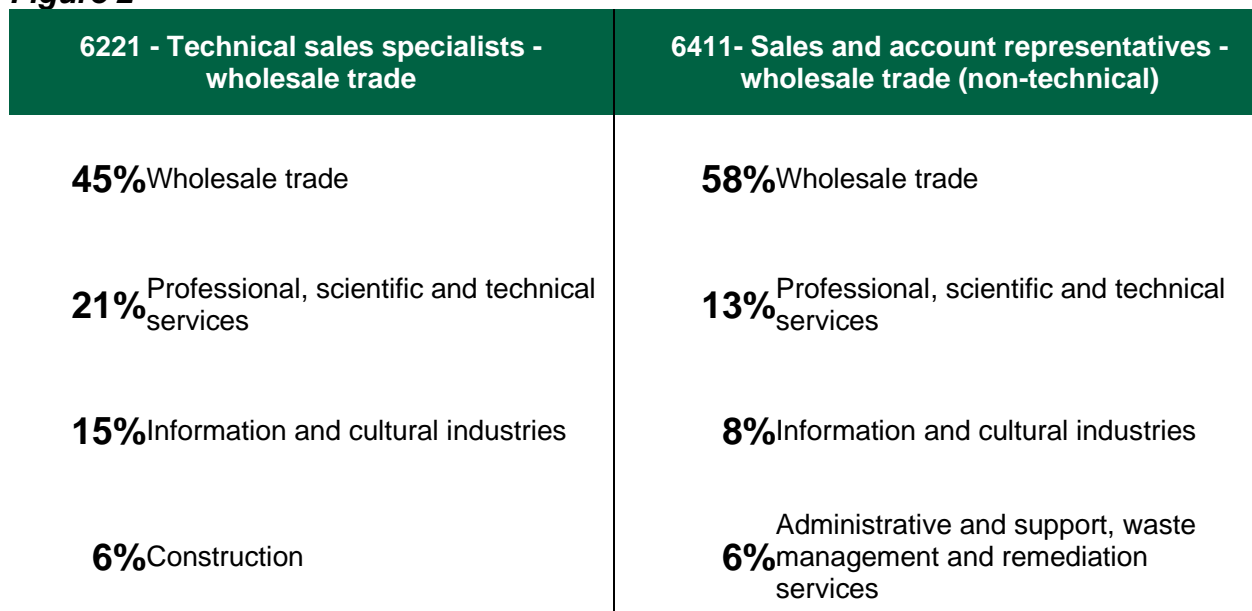 Figure 2
6221 - Technical sales specialists -
wholesale trade
6411- Sales and account representatives -
wholesale trade (non-technical)
45% Wholesale trade
58% Wholesale trade
21% Professional, scientific and technical
services
13% Professional, scientific and technical
services
15% Information and cultural industries
8% Information and cultural industries
6% Construction
6% Administrative and support, waste
management and remediation
services